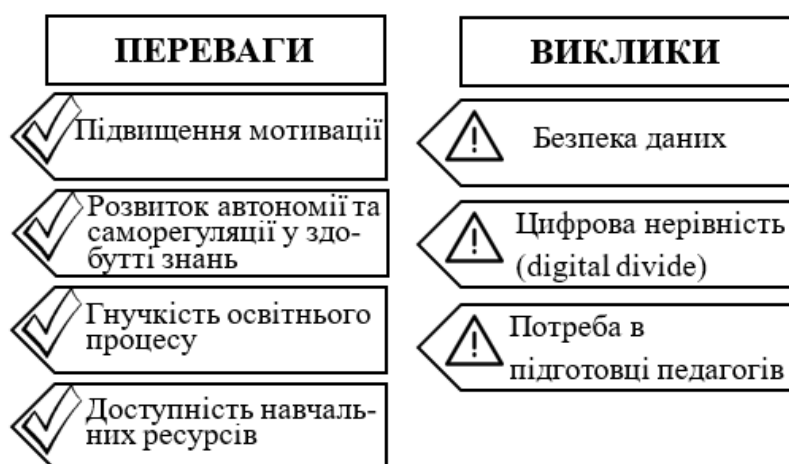 ПЕРЕВАГИ
Підвищення мотивації
Розвиток автономії та
саморегуляції у здо-
бутті знань
Гнучкість освітнього
процесу
Доступність навчаль-
них ресурсів
ВИКЛИКИ
Безпека даних
Цифрова нерівність
(digital divide)
Потреба в
підготовці педагогів